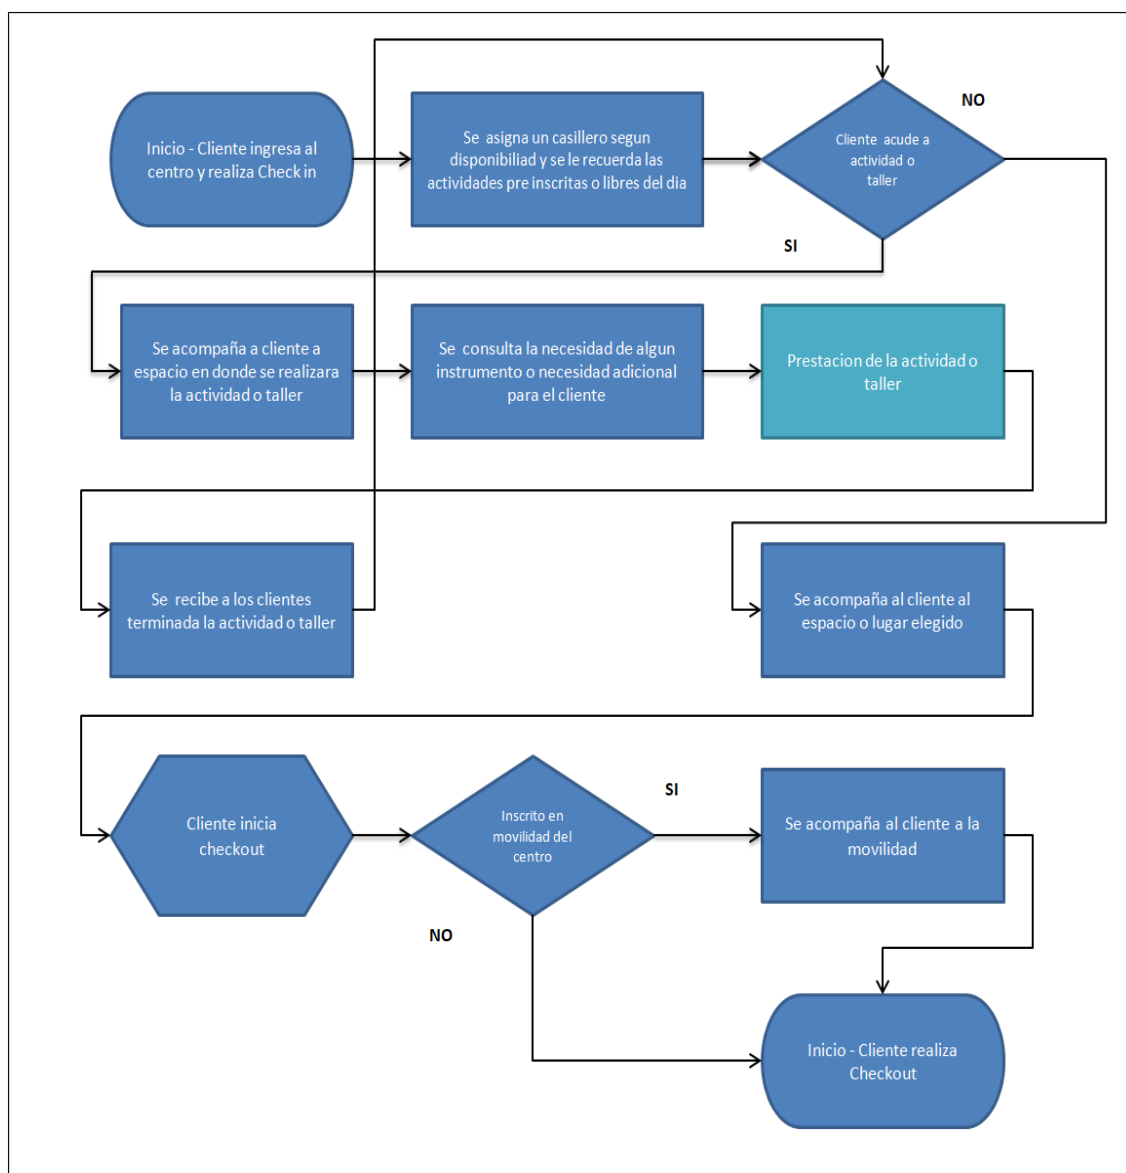 Inicio - Cliente ingresa al
centro y realiza Check in
Se asigna un casillero segun
disponibiliad y se le recuerda las
actividades pre inscritas o libres del dia
Cliente acude a
actividad o
taller
NO
SI
Se acompaña a cliente a
espacio en donde se realizara
la actividad o taller
Se consulta la necesidad de algun
instrumento o necesidad adicional
para el cliente
Prestacion de la actividad o
taller
Se recibe a los clientes
terminada la actividad o taller
Se acompaña al cliente al
espacio o lugar elegido
Cliente inicia
checkout
Inscrito en
movilidad del
centro
SI
NO
Se acompaña al cliente a la
movilidad
Inicio - Cliente realiza
Checkout